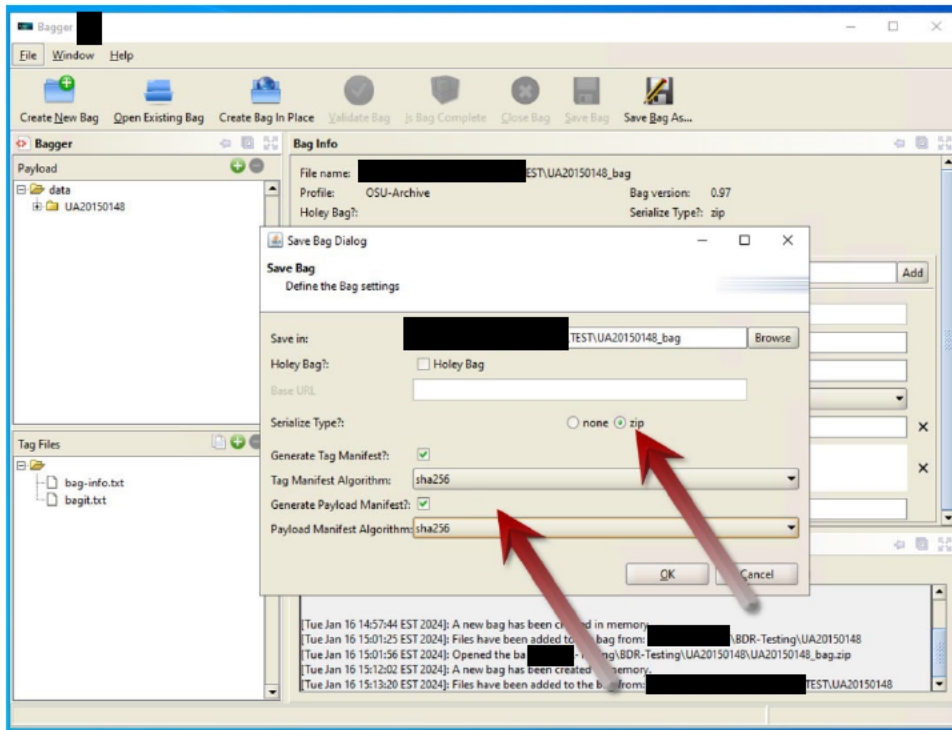 Bagger
File Window Help
Create New Bag Open Existing Bag Create Bag In Place Validate Bag Is Bag Complete Close Bag Save Bag Save Bag As...
Bagger
Payload
data
UA20150148
Bag Info
File name: EST\UA20150148_bag
Profile: OSU-Archive Bag version: 0.97
Holey Bag?: Serialize Type?: zip
Add
Save Bag Dialog
Save Bag
Define the Bag settings
Save in: TEST\UA20150148_bag Browse
Holey Bag?: Holey Bag
Base URL
Serialize Type?: none zip
Generate Tag Manifest?:
Tag Manifest Algorithm: sha256
Generate Payload Manifest?:
Payload Manifest Algorithm: sha256
OK Cancel
Tag Files
bag-info.txt
bagit.txt
[Tue Jan 16 14:57:44 EST 2024]: A new bag has been created in memory.
[Tue Jan 16 15:01:25 EST 2024]: Files have been added to the bag from: \BDR-Testing\UA20150148
[Tue Jan 16 15:01:56 EST 2024]: Opened the \BDR-Testing\UA20150148\UA20150148_bag.zip
[Tue Jan 16 15:12:02 EST 2024]: A new bag has been created in memory.
[Tue Jan 16 15:13:20 EST 2024]: Files have been added to the bag from: TEST\UA20150148